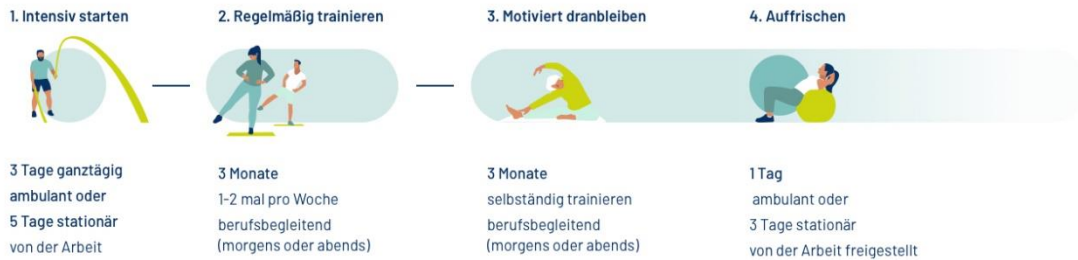 1. Intensiv starten
2. Regelmäßig trainieren
3. Motiviert dranbleiben
4. Auffrischen
3 Tage ganztägig
ambulant oder
5 Tage stationär
von der Arbeit
3 Monate
1-2 mal pro Woche
berufsbegleitend
(morgens oder abends)
3 Monate
selbständig trainieren
berufsbegleitend
(morgens oder abends)
1 Tag
ambulant oder
3 Tage stationär
von der Arbeit freigestellt